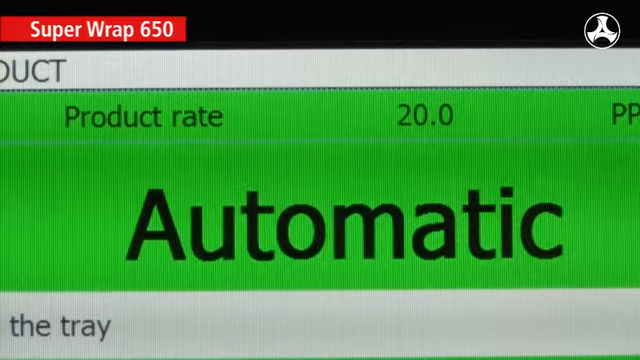 Super Wrap 650
DUCT
Product rate 20.0 PP
Automatic
the tray